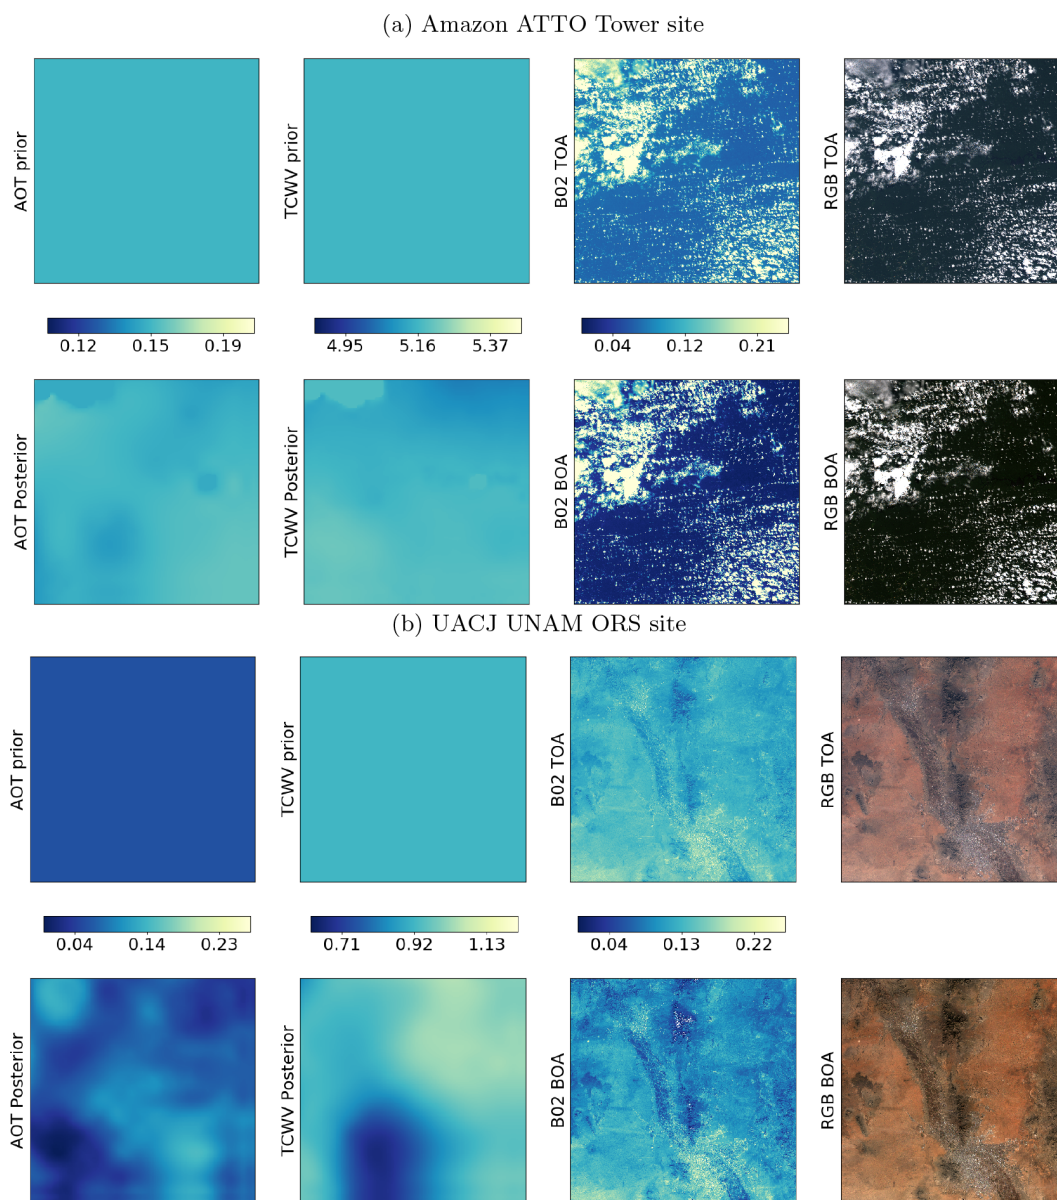 (a) Amazon ATTO Tower site
AOT prior
TCWV prior
B02 TOA
RGB TOA
0.12 0.15 0.19
4.95 5.16 5.37
0.04 0.12 0.21
AOT Posterior
TCWV Posterior
B02 BOA
RGB BOA
(b) UACJ UNAM ORS site
AOT prior
TCWV prior
B02 TOA
RGB TOA
0.04 0.14 0.23
0.71 0.92 1.13
0.04 0.13 0.22
AOT Posterior
TCWV Posterior
B02 BOA
RGB BOA